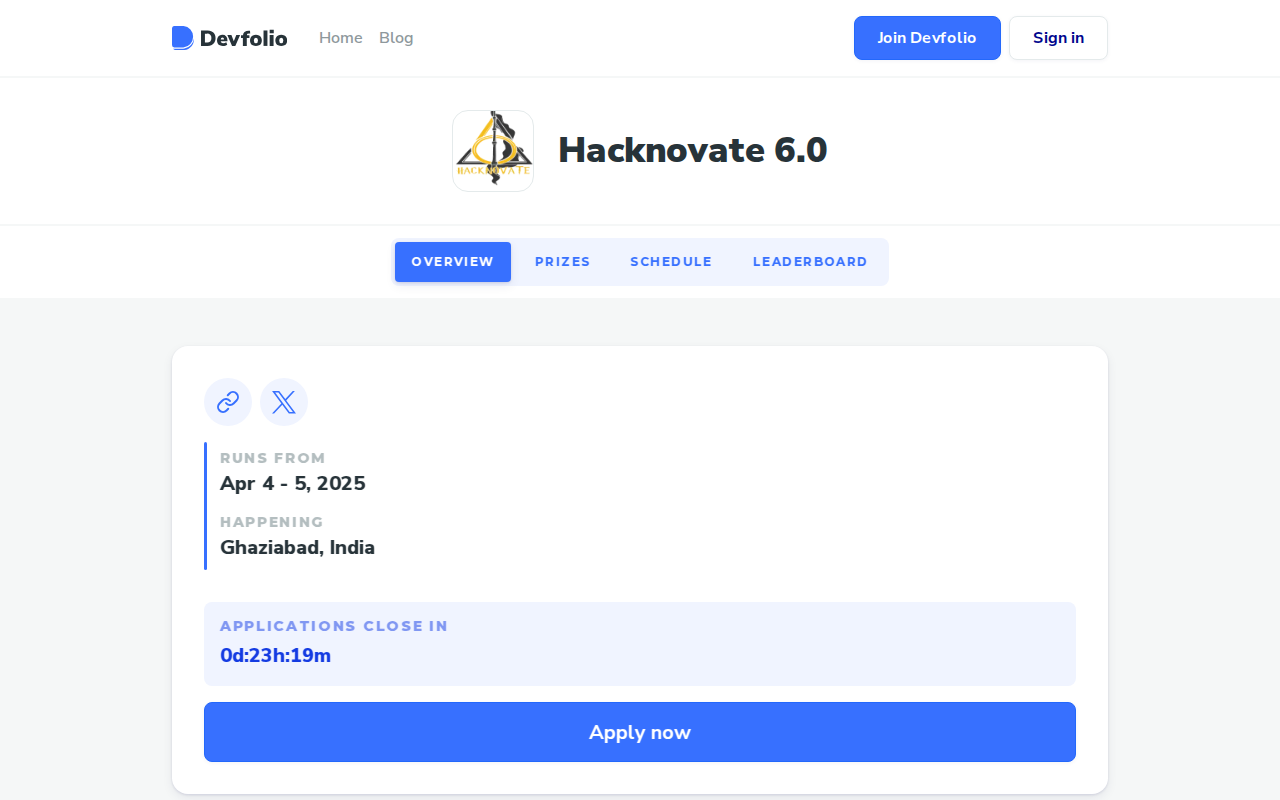 Devfolio
Home
Blog
Join Devfolio
Sign in
HACKNOVATE
Hacknovate 6.0
OVERVIEW
PRIZES
SCHEDULE
LEADERBOARD
RUNS FROM
Apr 4 - 5, 2025
HAPPENING
Ghaziabad, India
APPLICATIONS CLOSE IN
0d:23h:19m
Apply now